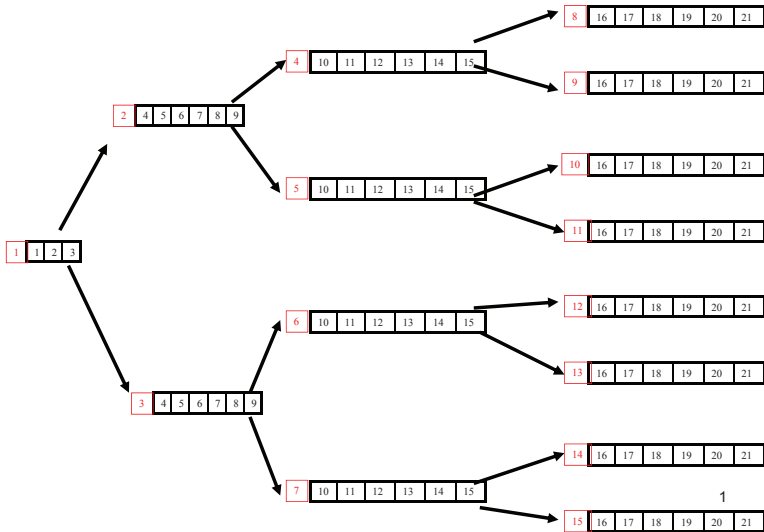 8 16 17 18 19 20 21
4 10 11 12 13 14 15
9 16 17 18 19 20 21
2 4 5 6 7 8 9
10 16 17 18 19 20 21
5 10 11 12 13 14 15
11 16 17 18 19 20 21
1 1 2 3
12 16 17 18 19 20 21
6 10 11 12 13 14 15
13 16 17 18 19 20 21
3 4 5 6 7 8 9
14 16 17 18 19 20 21
7 10 11 12 13 14 15
1
15 16 17 18 19 20 21